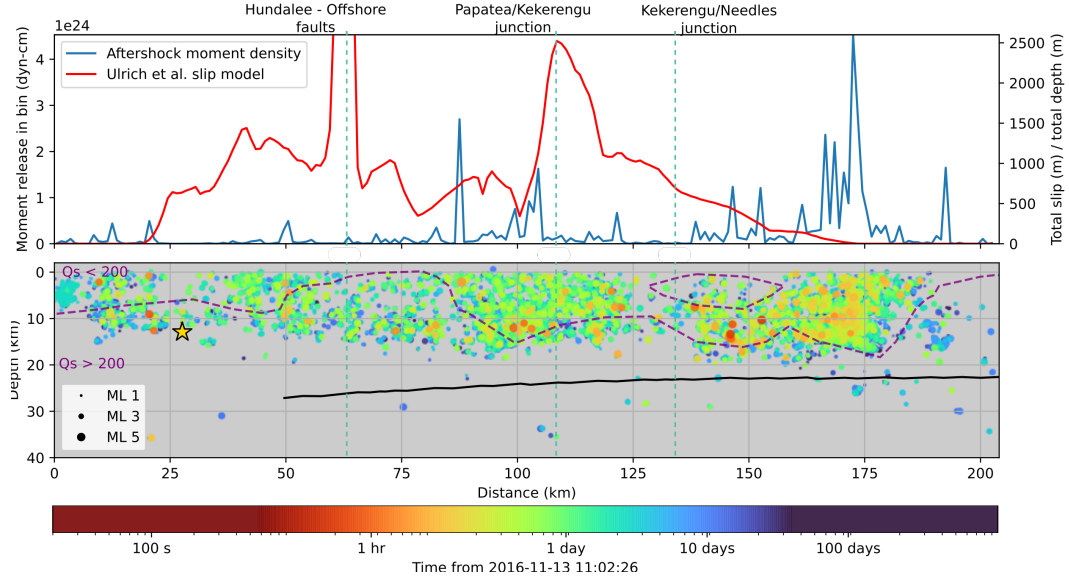 Hundalee - Offshore
faults
Papatea/Kekerengu
junction
Kekerengu/Needles
junction
1e24
Moment release in bin (dyn-cm)
4
3
2
1
0
Aftershock moment density
Ulrich et al. slip model
2500
2000
1500
1000
500
0
Total slip (m) / total depth (m)
Depth (km)
0
10
20
30
40
Qs < 200
Qs > 200
ML 1
ML 3
ML 5
0
25
50
75
100
125
150
175
200
Distance (km)
100 s
1 hr
1 day
10 days
100 days
Time from 2016-11-13 11:02:26